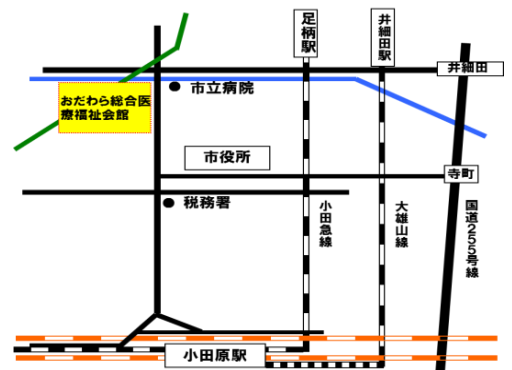 足柄駅
井細田駅
井細田
市立病院
おだわら総合医
療福祉会館
市役所
寺町
税務署
小田急線
大雄山線
国道255号線
小田原駅